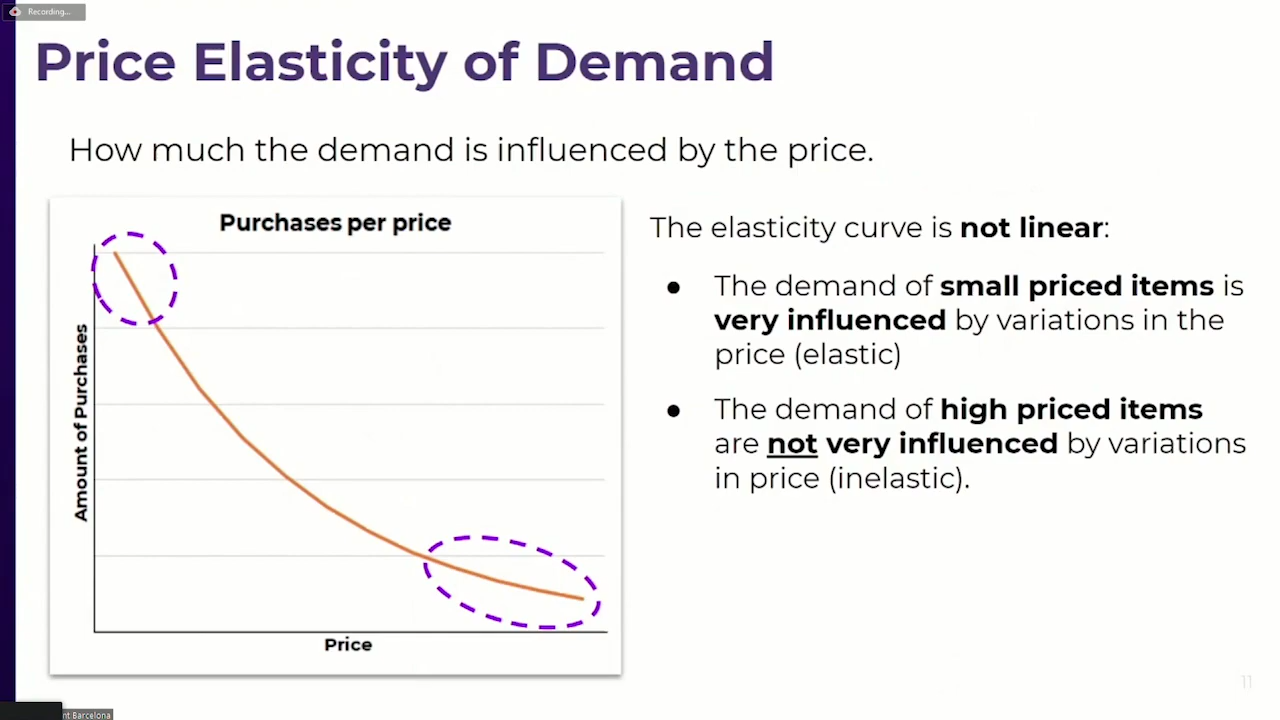 Recording...
Price Elasticity of Demand
How much the demand is influenced by the price.
Purchases per price
Amount of Purchases
Price
The elasticity curve is not linear:
● The demand of small priced items is
very influenced by variations in the
price (elastic)
● The demand of high priced items
are not very influenced by variations
in price (inelastic).
11
Barcelona